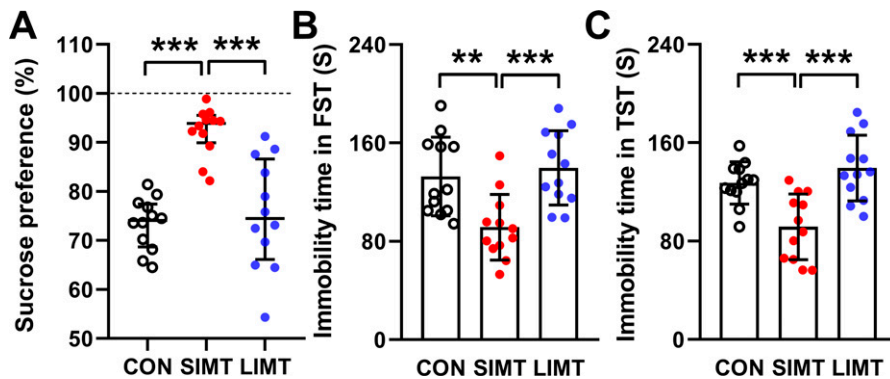 A
Sucrose preference (%)
110
100
90
80
70
60
50
*** ***
CON SIMT LIMT
B
Immobility time in FST (S)
240
160
80
0
** ***
CON SIMT LIMT
C
Immobility time in TST (S)
240
160
80
0
*** ***
CON SIMT LIMT